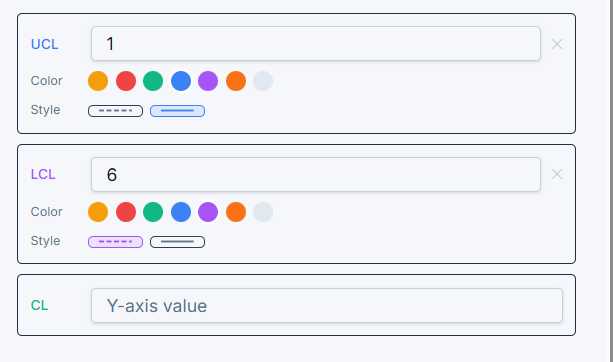 UCL 1
Color
Style
LCL 6
Color
Style
CL Y-axis value